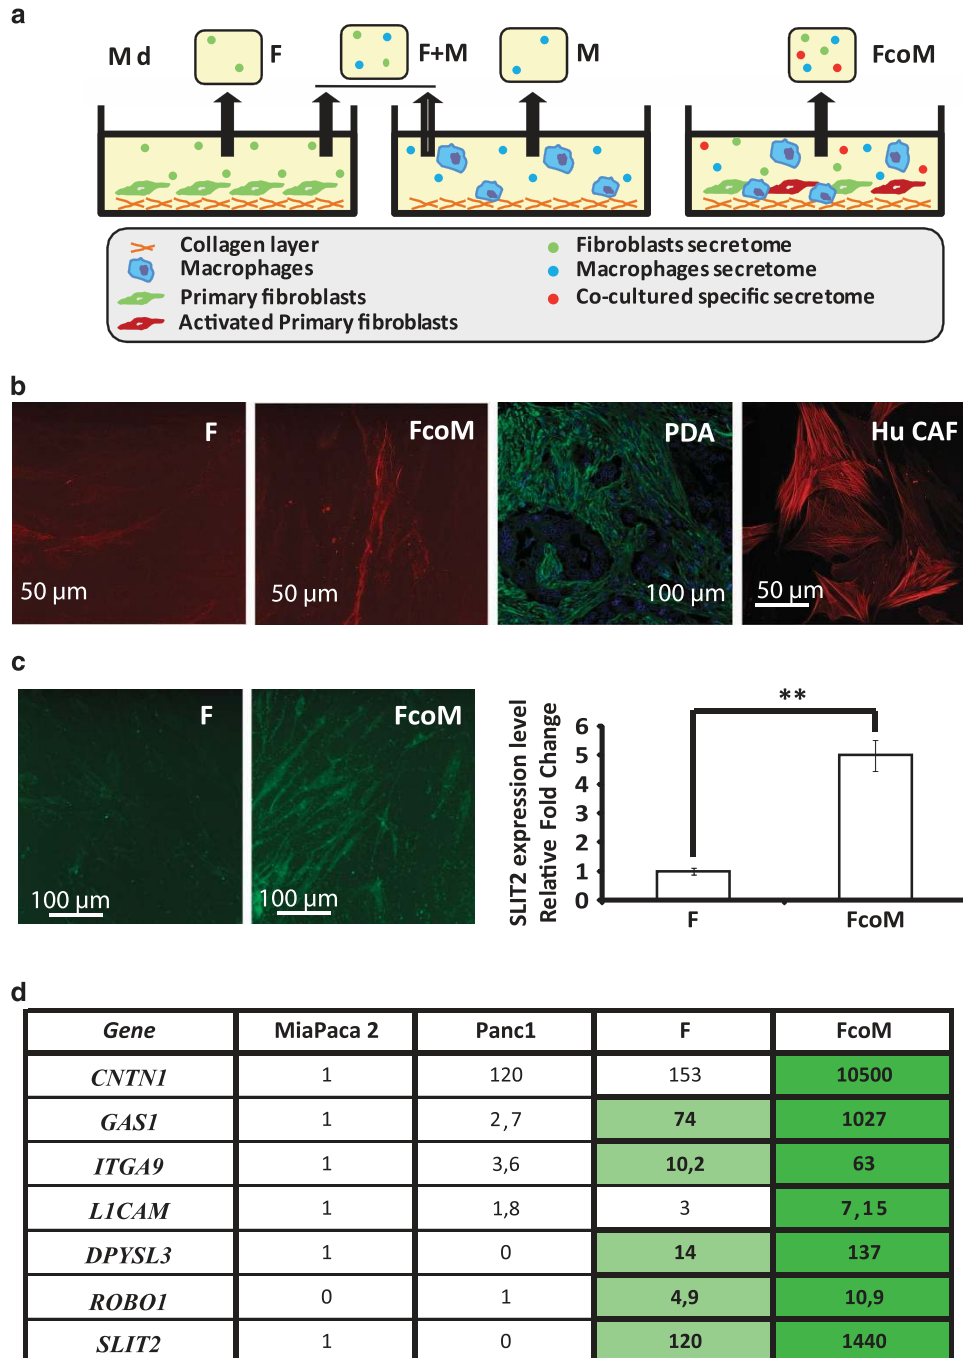 a
M d
F
F+M
M
FcoM
Collagen layer
Macrophages
Primary fibroblasts
Activated Primary fibroblasts
Fibroblasts secretome
Macrophages secretome
Co-cultured specific secretome
b
F
50 µm
FcoM
50 µm
PDA
100 µm
Hu CAF
50 µm
c
F
100 µm
FcoM
100 µm
SLIT2 expression level
Relative Fold Change
**
6
5
4
3
2
1
0
F
FcoM
d
Gene MiaPaca 2 Panc1 F FcoM
CNTN1 1 120 153 10500
GAS1 1 2,7 74 1027
ITGA9 1 3,6 10,2 63
L1CAM 1 1,8 3 7,15
DPYSL3 1 0 14 137
ROBO1 0 1 4,9 10,9
SLIT2 1 0 120 1440